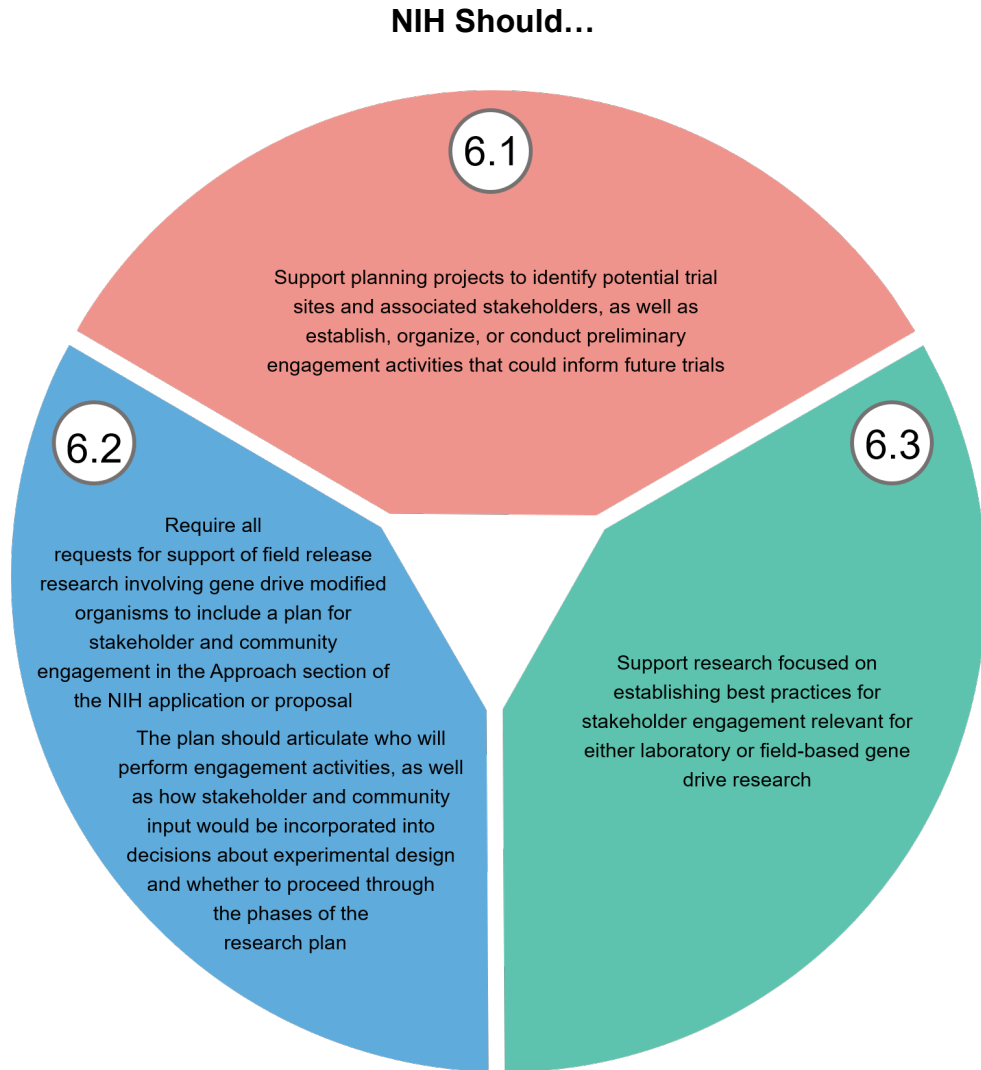 NIH Should...
6.1
Support planning projects to identify potential trial
sites and associated stakeholders, as well as
establish, organize, or conduct preliminary
engagement activities that could inform future trials
6.2
Require all
requests for support of field release
research involving gene drive modified
organisms to include a plan for
stakeholder and community
engagement in the Approach section of
the NIH application or proposal
The plan should articulate who will
perform engagement activities, as well
as how stakeholder and community
input would be incorporated into
decisions about experimental design
and whether to proceed through
the phases of the
research plan
6.3
Support research focused on
establishing best practices for
stakeholder engagement relevant for
either laboratory or field-based gene
drive research